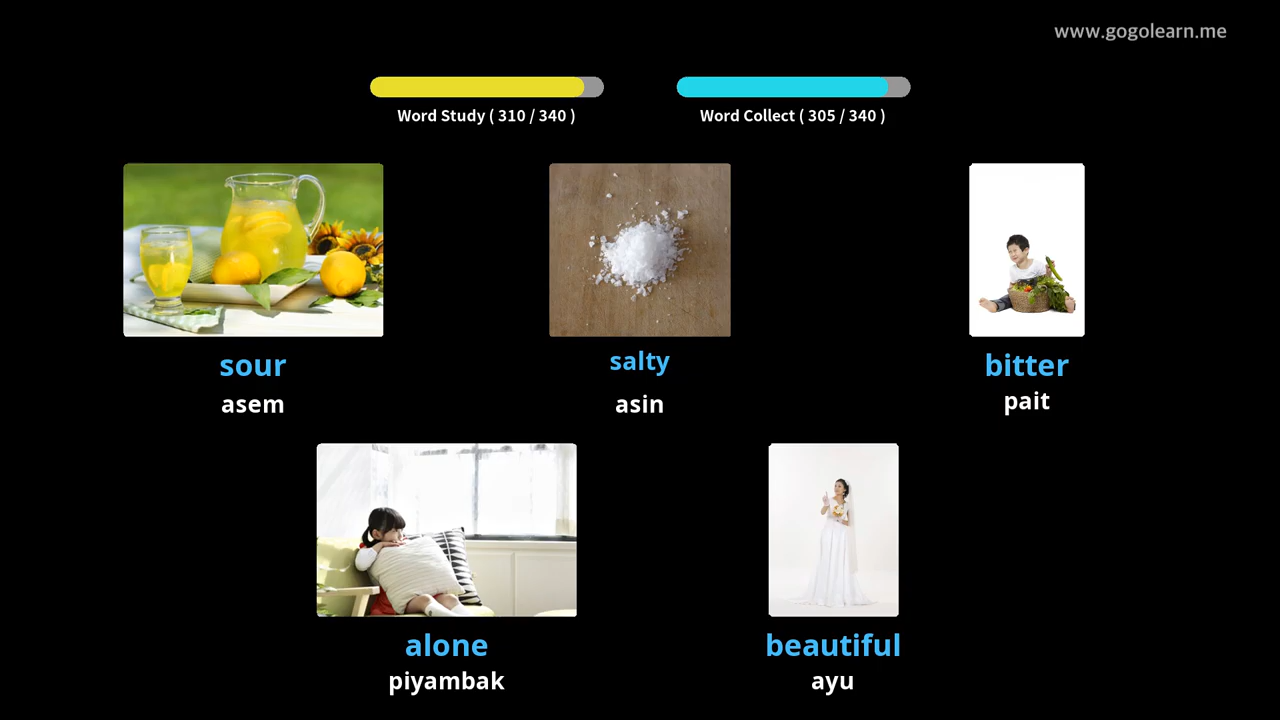 www.gogolearn.me
Word Study ( 310 / 340 )
Word Collect ( 305 / 340 )
sour
asem
salty
asin
bitter
pait
alone
piyambak
beautiful
ayu